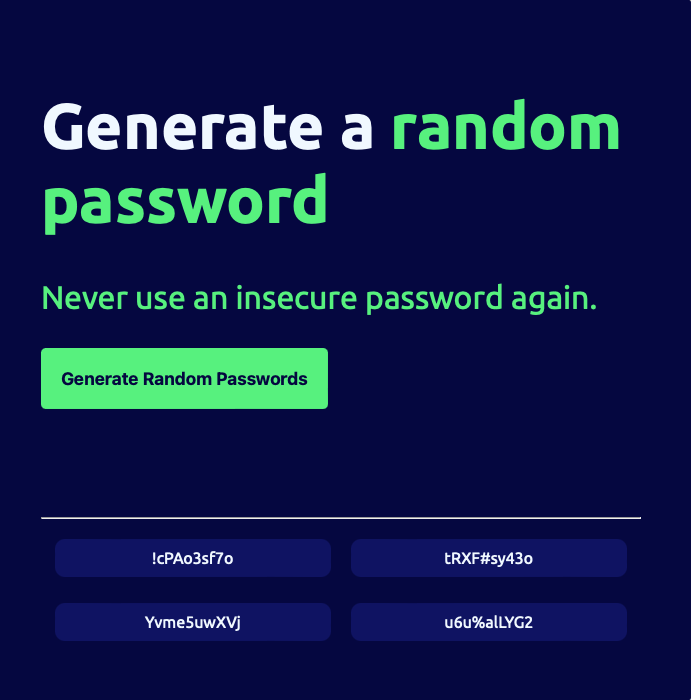 Generate a random
password
Never use an insecure password again.
Generate Random Passwords
!cPAo3sf7o
tRXF#sy43o
Yvme5uwXVj
u6u%alLYG2